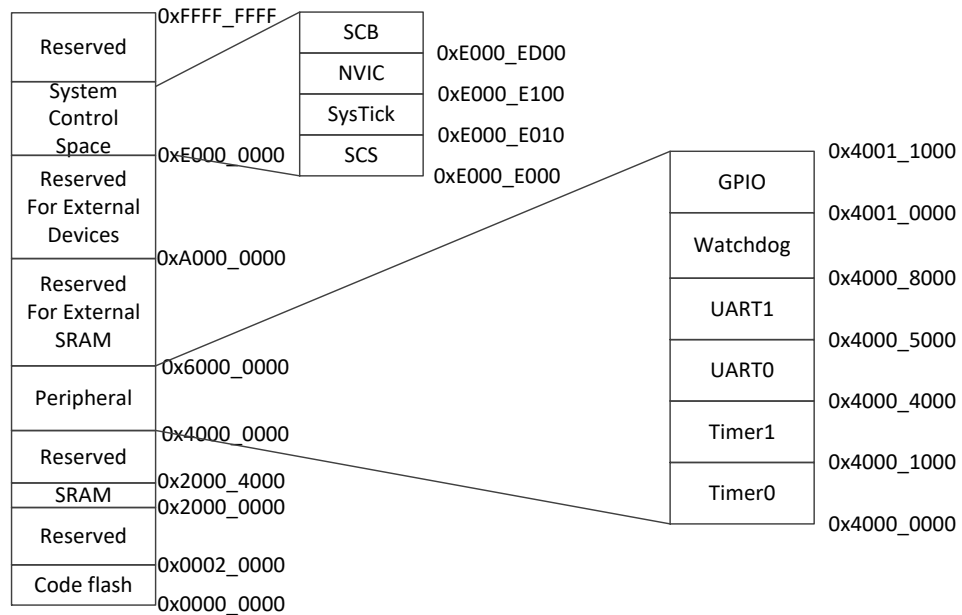 0xFFFF_FFFF
Reserved
System
Control
Space
0xE000_0000
Reserved
For External
Devices
0xA000_0000
Reserved
For External
SRAM
0x6000_0000
Peripheral
0x4000_0000
Reserved
0x2000_4000
SRAM
0x2000_0000
Reserved
0x0002_0000
Code flash
0x0000_0000
SCB
0xE000_ED00
NVIC
0xE000_E100
SysTick
0xE000_E010
SCS
0xE000_E000
0x4001_1000
GPIO
0x4001_0000
Watchdog
0x4000_8000
UART1
0x4000_5000
UART0
0x4000_4000
Timer1
0x4000_1000
Timer0
0x4000_0000